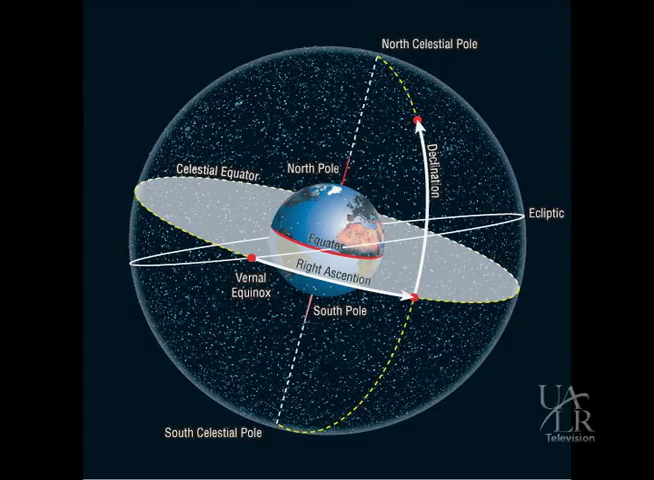 North Celestial Pole
Declination
North Pole
Celestial Equator
Ecliptic
Equator
Right Ascention
Vernal
Equinox
South Pole
South Celestial Pole
UALR
Television